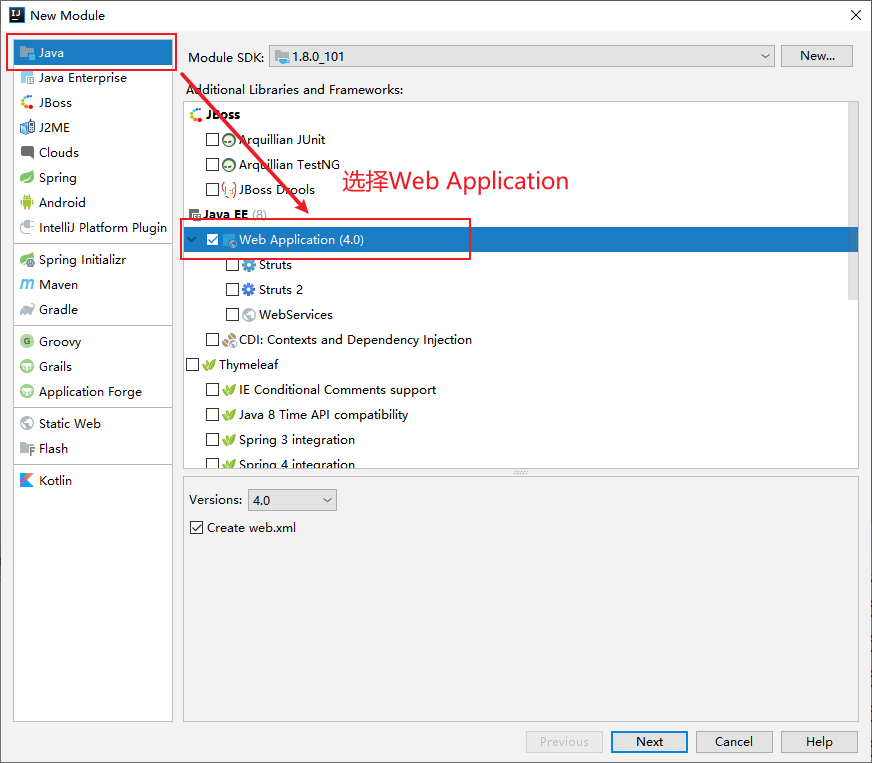 New Module
Java
Java Enterprise
JBoss
J2ME
Clouds
Spring
Android
IntelliJ Platform Plugin
Spring Initializr
Maven
Gradle
Groovy
Grails
Application Forge
Static Web
Flash
Kotlin
Module SDK: 1.8.0_101 New...
Additional Libraries and Frameworks:
JBoss
Arquillian JUnit
Arquillian TestNG
JBoss Drools
选择Web Application
Java EE (8)
Web Application (4.0)
Struts
Struts 2
WebServices
CDI: Contexts and Dependency Injection
Thymeleaf
IE Conditional Comments support
Java 8 Time API compatibility
Spring 3 integration
Spring 4 integration
Versions: 4.0
Create web.xml
Previous Next Cancel Help